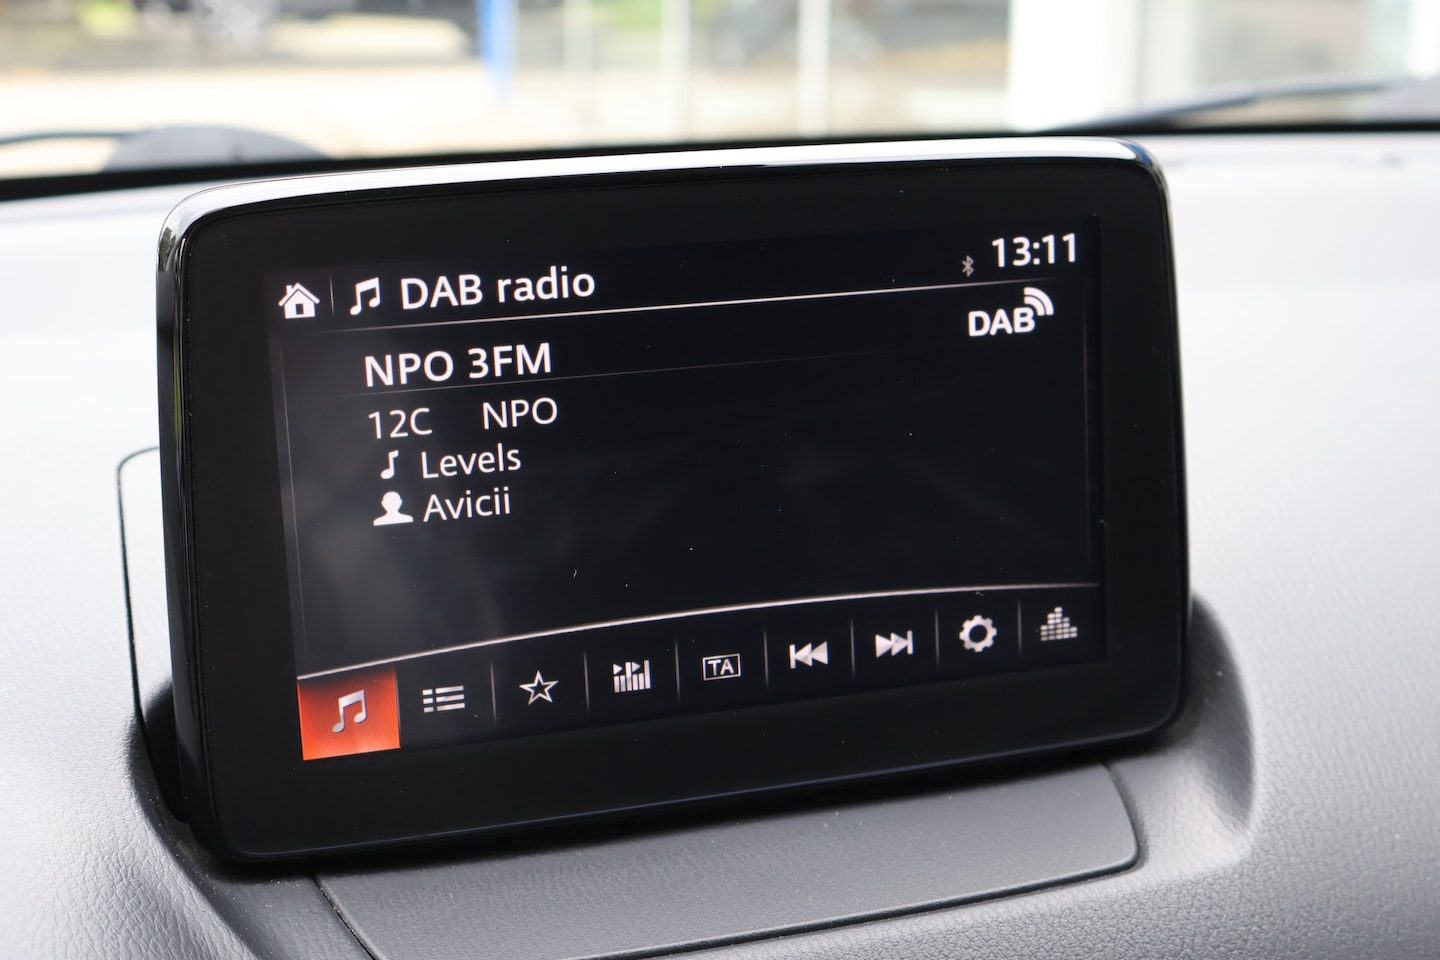 DAB radio
13:11
DAB
NPO 3FM
12C NPO
Levels
Avicii
TA